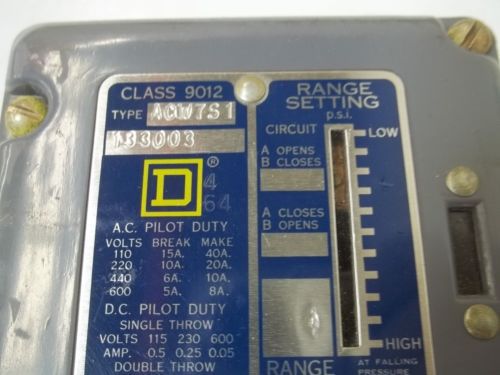 CLASS 9012
TYPE ACW7S1
133003
D ®
4
64
A.C. PILOT DUTY
VOLTS BREAK MAKE
110 15A. 40A.
220 10A. 20A.
440 6A. 10A.
600 5A. 8A.
D.C. PILOT DUTY
SINGLE THROW
VOLTS 115 230 600
AMP. 0.5 0.25 0.05
DOUBLE THROW
RANGE
SETTING
p.s.i.
CIRCUIT
LOW
A OPENS
B CLOSES
A CLOSES
B OPENS
HIGH
RANGE
AT FALLING
PRESSURE